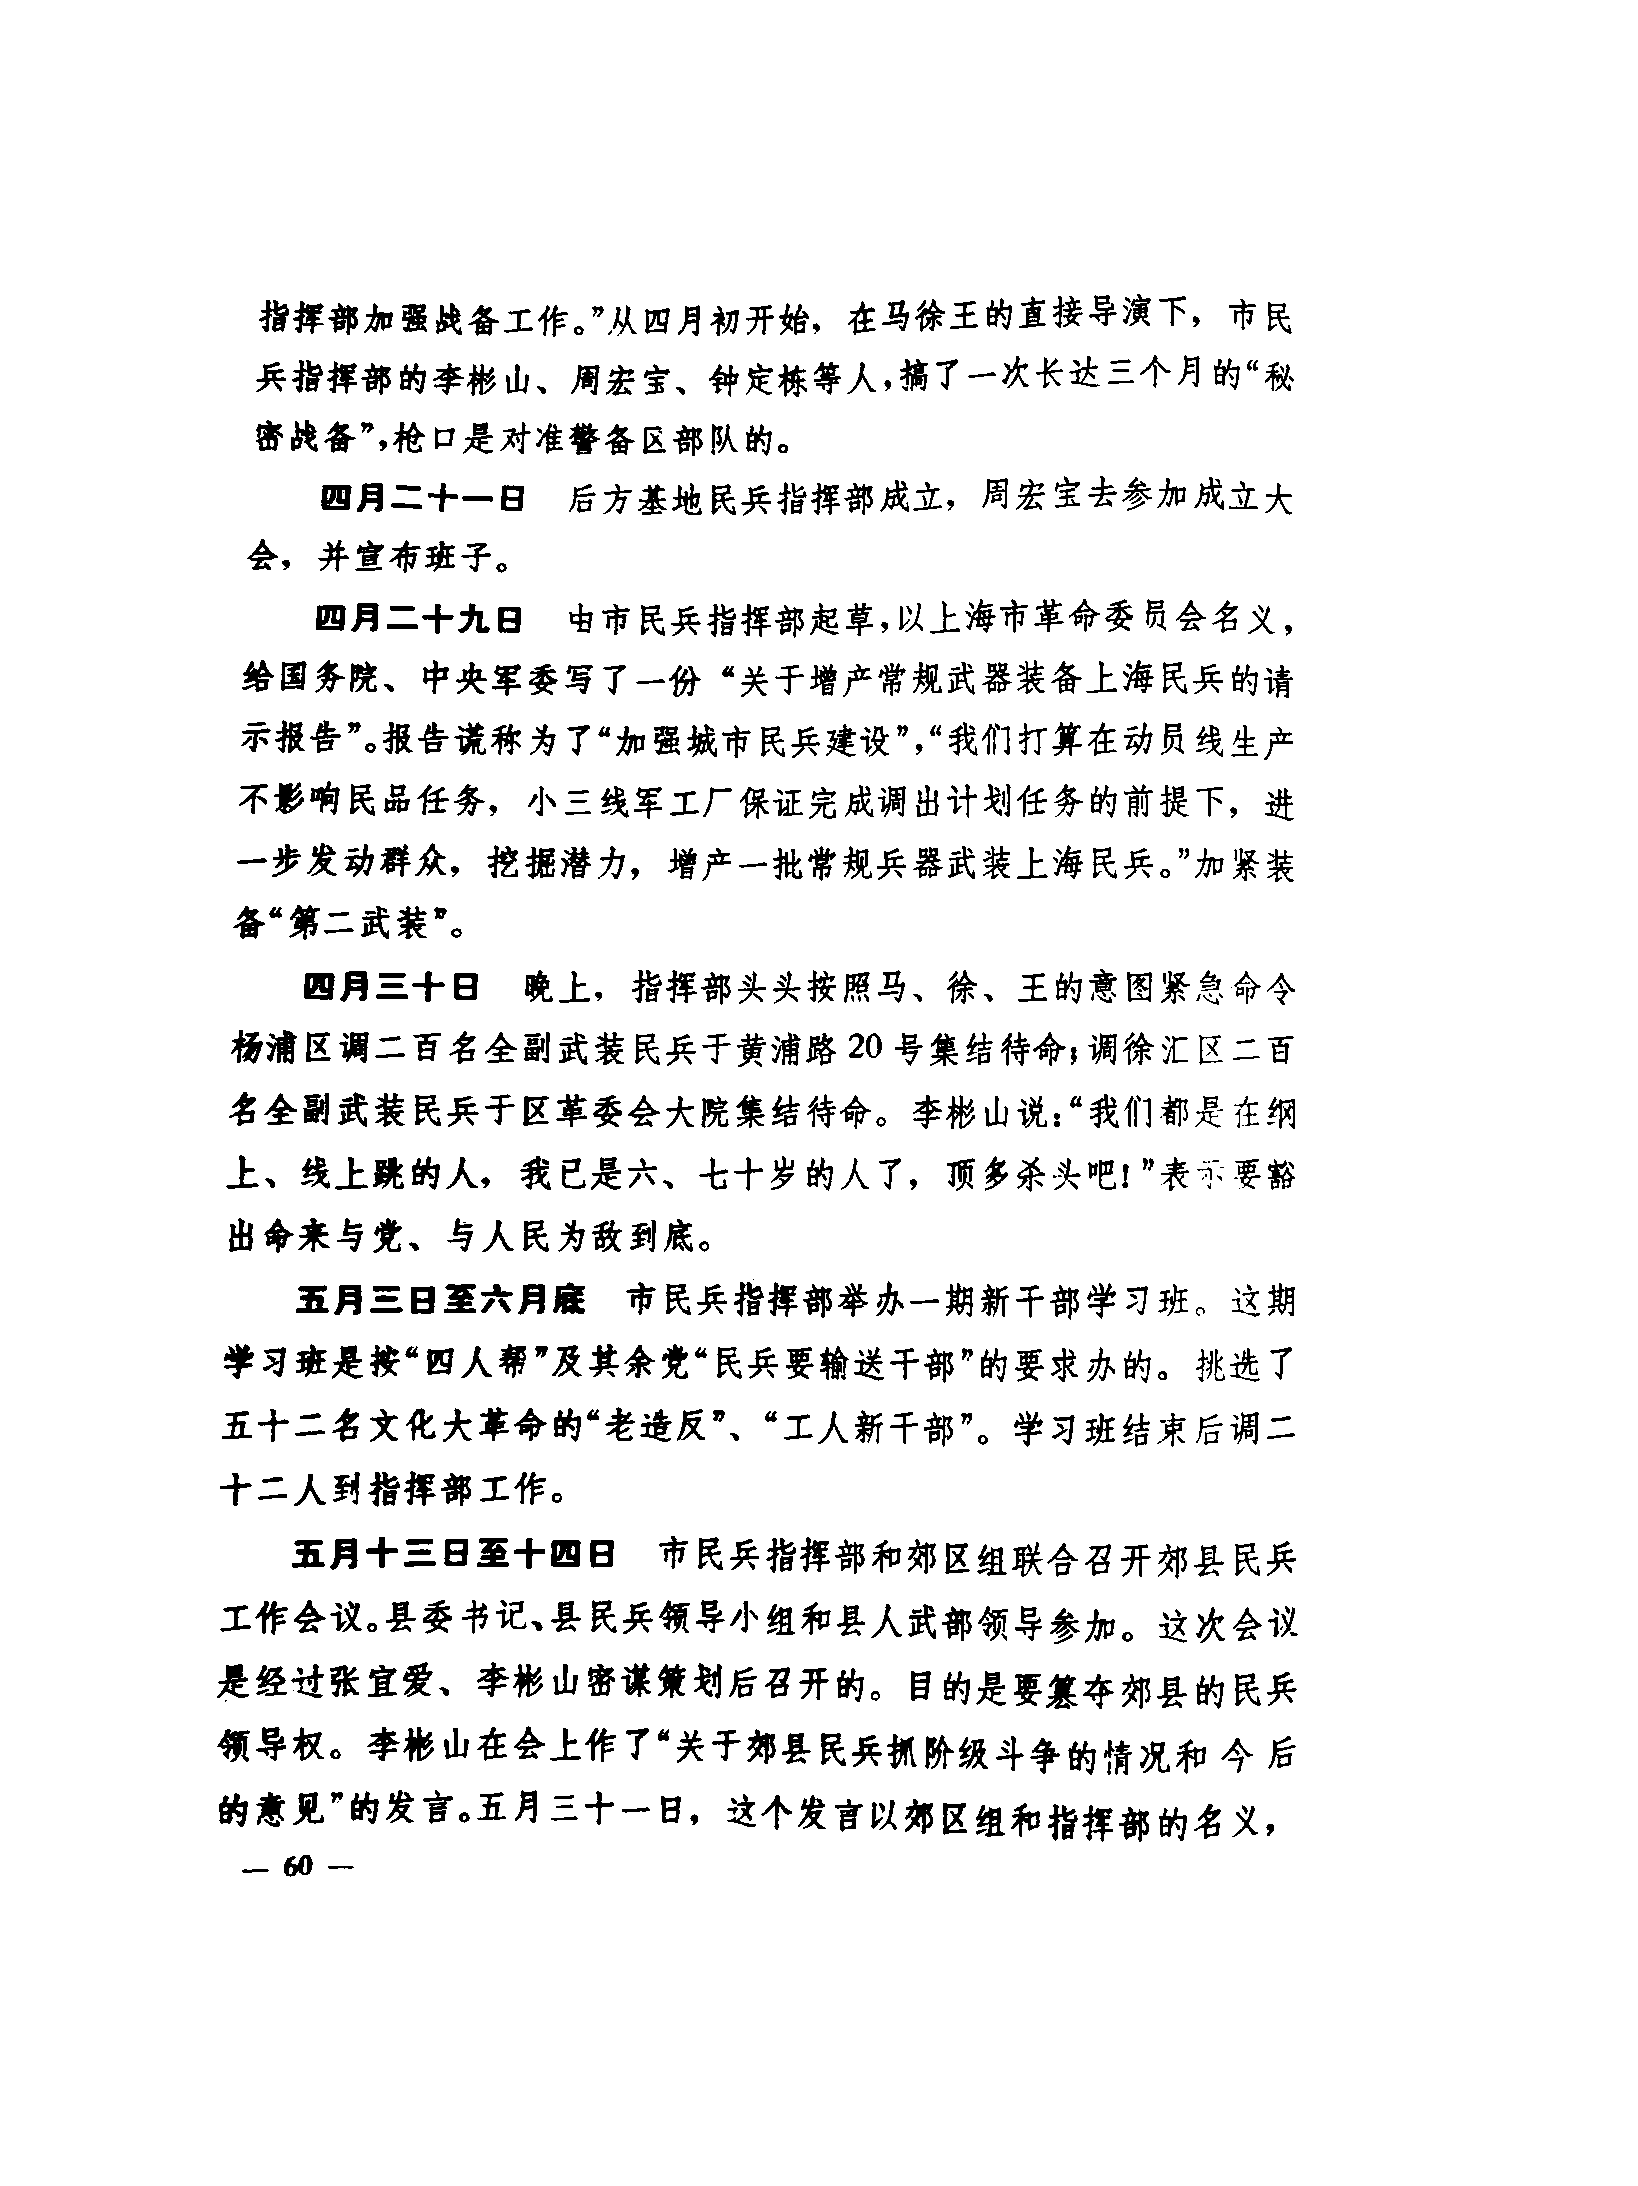 指挥部加强战备工作。”从四月初开始，在马徐王的直接导演下，市民
兵指挥部的李彬山、周宏宝、钟定栋等人，搞了一次长达三个月的“秘
密战备”，枪口是对准警备区部队的。
四月二十一日　后方基地民兵指挥部成立，周宏宝去参加成立大
会，并宣布班子。
四月二十九日　由市民兵指挥部起草，以上海市革命委员会名义，
给国务院、中央军委写了一份“关于增产常规武器装备上海民兵的请
示报告”。报告谎称为了“加强城市民兵建设”，“我们打算在动员线生产
不影响民品任务，小三线军工厂保证完成调出计划任务的前提下，进
一步发动群众，挖掘潜力，增产一批常规兵器武装上海民兵。”加紧装
备“第二武装”。
四月三十日　晚上，指挥部头头按照马、徐、王的意图紧急命令
杨浦区调二百名全副武装民兵于黄浦路 20 号集结待命；调徐汇区二百
名全副武装民兵于区革委会大院集结待命。李彬山说：“我们都是在纲
上、线上跳的人，我已是六、七十岁的人了，顶多杀头吧！”表示要豁
出命来与党、与人民为敌到底。
五月三日至六月底　市民兵指挥部举办一期新干部学习班。这期
学习班是按“四人帮”及其余党“民兵要输送干部”的要求办的。挑选了
五十二名文化大革命的“老造反”、“工人新干部”。学习班结束后调二
十二人到指挥部工作。
五月十三日至十四日　市民兵指挥部和郊区组联合召开郊县民兵
工作会议。县委书记、县民兵领导小组和县人武部领导参加。这次会议
是经过张宜爱、李彬山密谋策划后召开的。目的是要篡夺郊县的民兵
领导权。李彬山在会上作了“关于郊县民兵抓阶级斗争的情况和今后
的意见”的发言。五月三十一日，这个发言以郊区组和指挥部的名义，
— 60 —